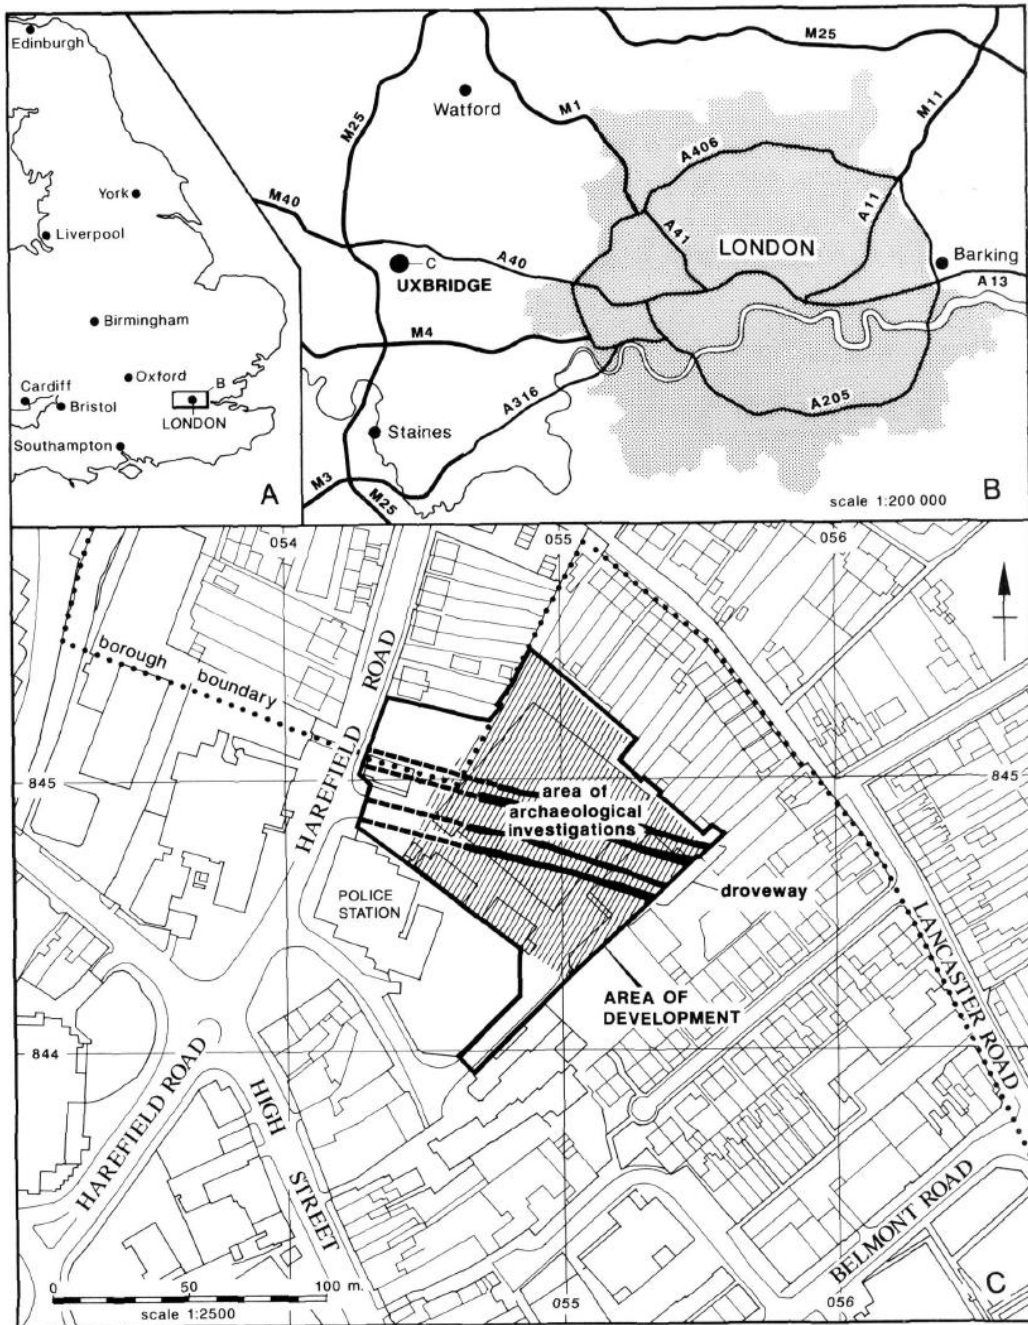 Edinburgh
York
Liverpool
Birmingham
Oxford
Cardiff
Bristol
B
LONDON
Southampton
A
M25
M25
Watford
M1
M11
A406
M40
A41
A11
LONDON
Barking
A40
C
UXBRIDGE
A13
M4
A316
A205
Staines
M3
M25
B
scale 1:200 000
054
055
056
ROAD
borough boundary
HAREFIELD
845
845
area of
archaeological
investigations
POLICE
STATION
droveway
LANCASTER ROAD
AREA OF
DEVELOPMENT
844
HAREFIELD ROAD
HIGH
STREET
BELMONT ROAD
0 50 100 m.
scale 1:2500
055
056
C